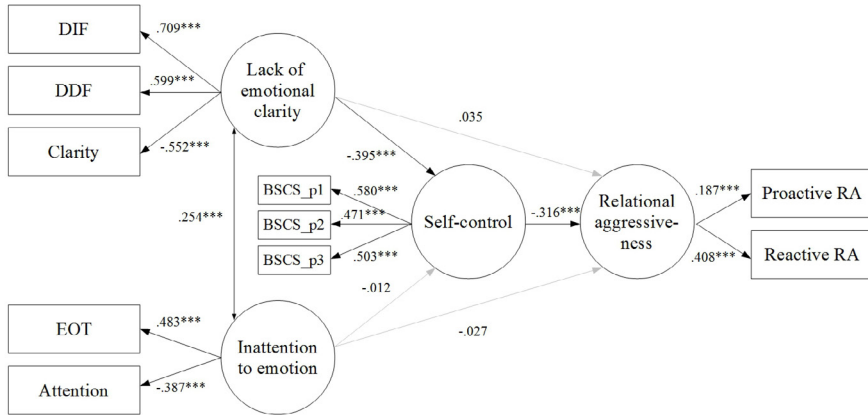 DIF
.709***
DDF
.599***
Clarity
-.552***
Lack of
emotional
clarity
.035
-.395***
.254***
BSCS_p1
.580***
BSCS_p2
.471***
BSCS_p3
.503***
Self-control
-.316***
Relational
aggressive-
ness
.187***
Proactive RA
.408***
Reactive RA
-.012
-.027
EOT
.483***
Attention
-.387***
Inattention
to emotion